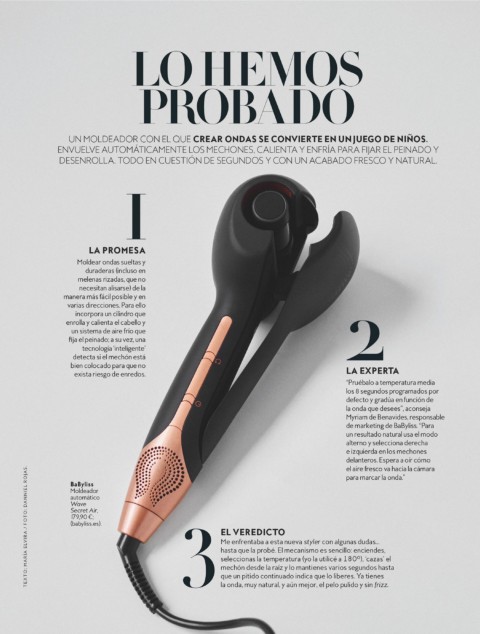 LO HEMOS
PROBADO
UN MOLDEADOR CON EL QUE CREAR ONDAS SE CONVIERTE EN UN JUEGO DE NIÑOS.
ENVUELVE AUTOMÁTICAMENTE LOS MECHONES, CALIENTA Y ENFRÍA PARA FIJAR EL PEINADO Y
DESENROLLA. TODO EN CUESTIÓN DE SEGUNDOS Y CON UN ACABADO FRESCO Y NATURAL.
1
LA PROMESA
Moldear ondas sueltas y
duraderas (incluso en
melenas rizadas, que no
necesitan alisarse) de la
manera más fácil posible y en
varias direcciones. Para ello
incorpora un cilindro que
enrolla y calienta el cabello y
un sistema de aire frío que
fija el peinado; a su vez, una
tecnología 'inteligente'
detecta si el mechón está
bien colocado para que no
exista riesgo de enredos.
2
LA EXPERTA
"Pruébalo a temperatura media
los 8 segundos programados por
defecto y gradúa en función de
la onda que desees", aconseja
Myriam de Benavides, responsable
de marketing de BaByliss. "Para
un resultado natural usa el modo
alterno y selecciona derecha
e izquierda en los mechones
delanteros. Espera a oír cómo
el aire fresco va hacia la cámara
para marcar la onda."
BaByliss
Moldeador
automático
Wave
Secret Air,
179,90 €;
(babyliss.es).
3
EL VEREDICTO
Me enfrentaba a esta nueva styler con algunas dudas...
hasta que la probé. El mecanismo es sencillo: enciendes,
seleccionas la temperatura (yo la utilicé a 180º), 'cazas' el
mechón desde la raíz y lo mantienes varios segundos hasta
que un pitido continuado indica que lo liberes. Ya tienes
la onda, muy natural, y aún mejor, el pelo pulido y sin frizz.
TEXTO: MARÍA ELVIRA / FOTO: DANNIEL ROJAS.